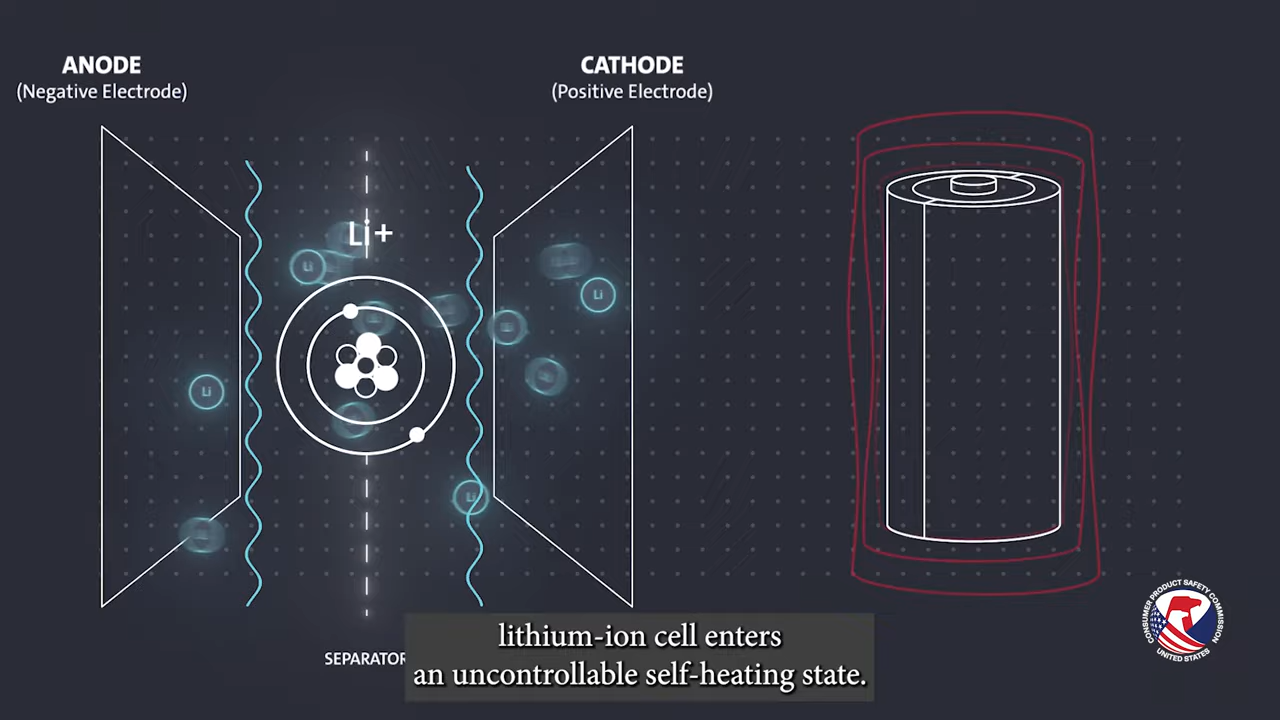 ANODE
(Negative Electrode)
CATHODE
(Positive Electrode)
Li+
Li
Li
Li
Li
SEPARATOR
lithium-ion cell enters
an uncontrollable self-heating state.
CONSUMER PRODUCT SAFETY COMMISSION
UNITED STATES